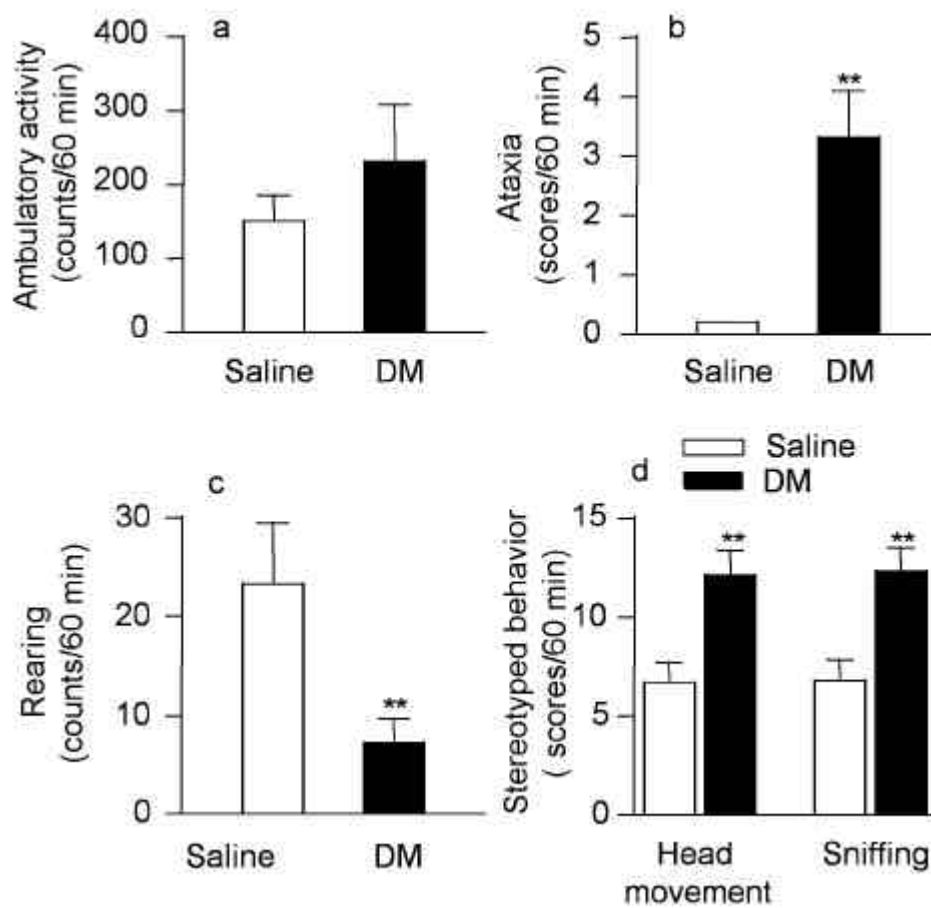 a
Ambulatory activity
(counts/60 min)
400
300
200
100
0
Saline DM
b
Ataxia
(scores/60 min)
5
4
3
2
1
0
**
Saline DM
c
Rearing
(counts/60 min)
30
20
10
0
**
Saline DM
d
Saline
DM
Stereotyped behavior
( scores/60 min)
15
10
5
0
** **
Head Sniffing
movement